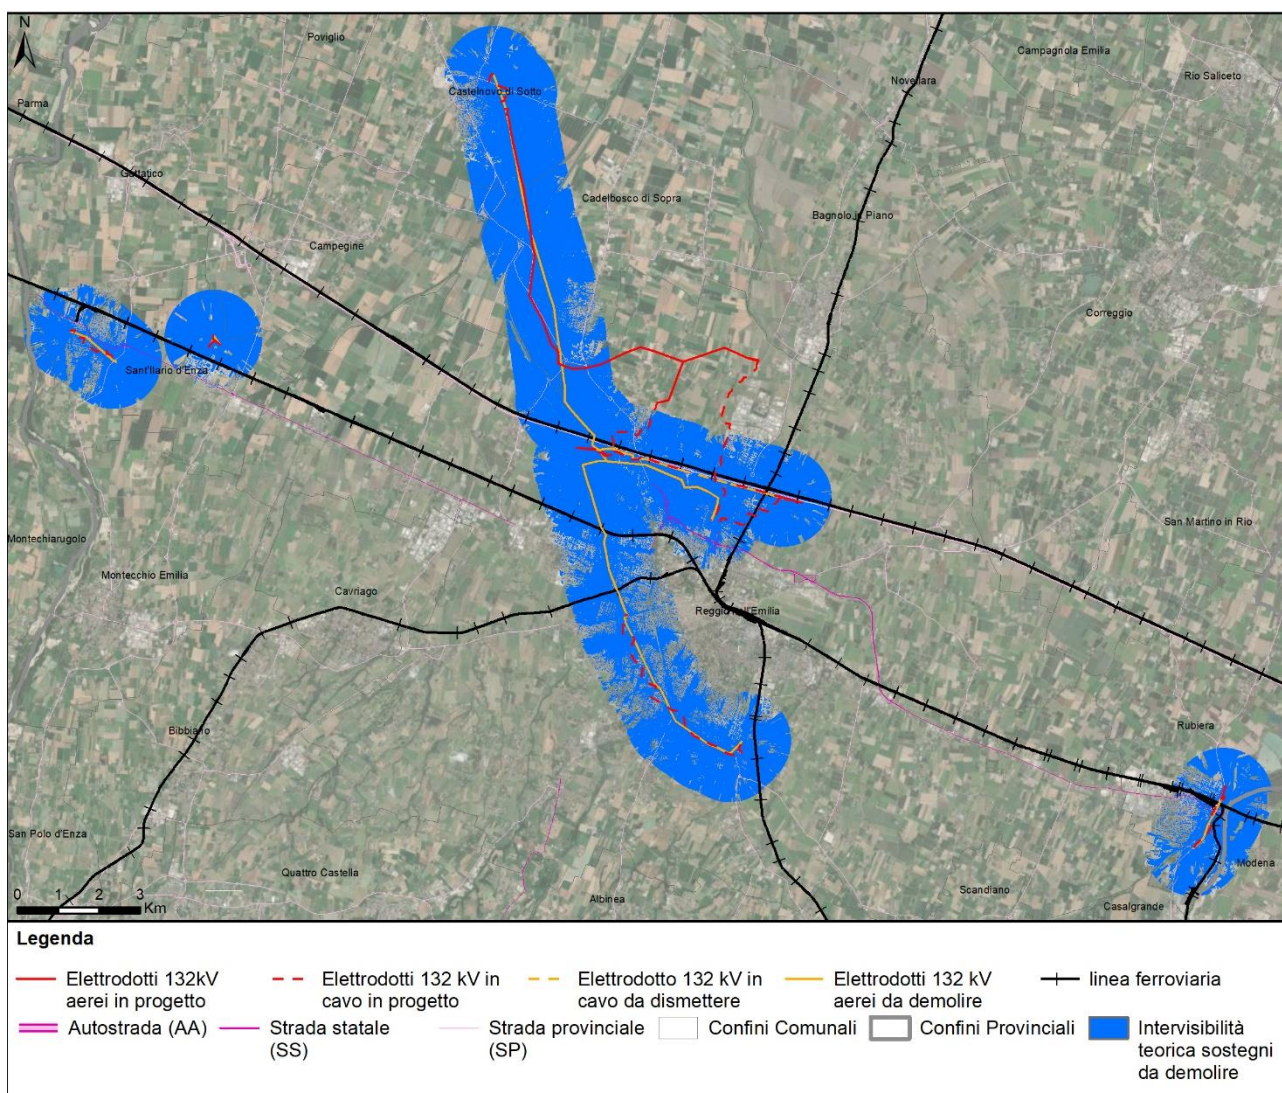 N
Poviglio
Campagnola Emilia
Novellara
Rio Saliceto
Castelnovo di Sotto
Parma
Gattatico
Cadelbosco di Sopra
Bagnolo in Piano
Campegine
Correggio
Sant'Ilario d'Enza
San Martino in Rio
Montechiarugolo
Montecchio Emilia
Cavriago
Reggio nell'Emilia
Rubiera
Bibbiano
San Polo d'Enza
Quattro Castella
Albinea
Scandiano
Modena
Casalgrande
0 1 2 3
Km
Legenda
Elettrodotti 132kV
aerei in progetto
Elettrodotti 132 kV in
cavo in progetto
Elettrodotto 132 kV in
cavo da dismettere
Elettrodotti 132 kV
aerei da demolire
linea ferroviaria
Autostrada (AA)
Strada statale
(SS)
Strada provinciale
(SP)
Confini Comunali
Confini Provinciali
Intervisibilità
teorica sostegni
da demolire